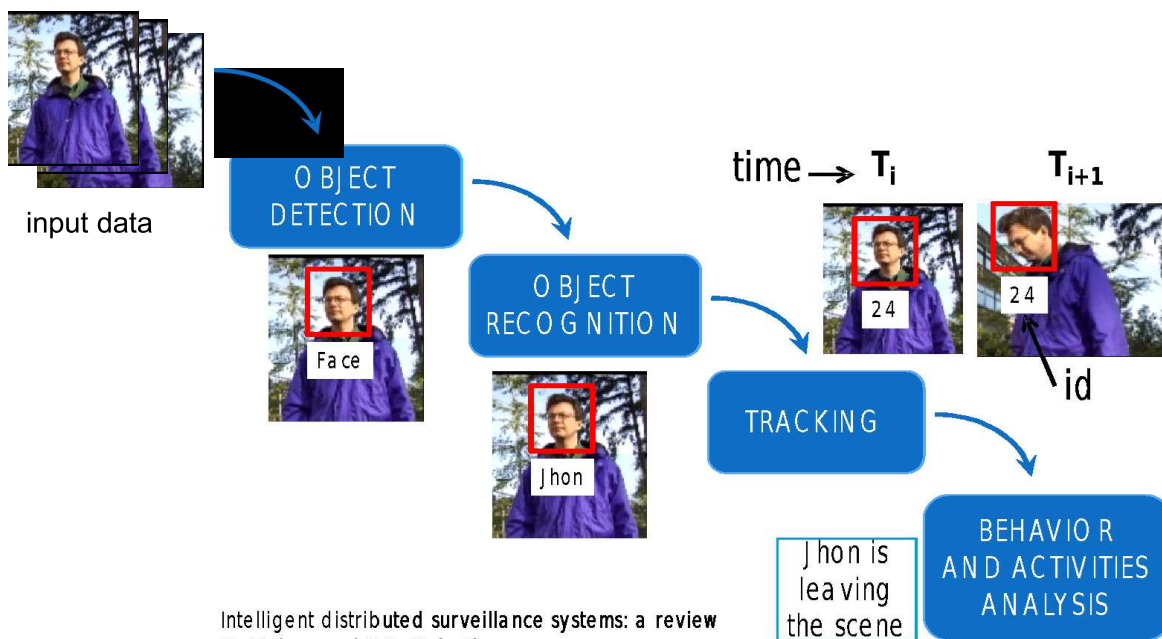 input data
OBJECT
DETECTION
Face
OBJECT
RECOGNITION
Jhon
time → Ti Ti+1
24
24
id
TRACKING
BEHAVIOR
AND ACTIVITIES
ANALYSIS
Jhon is
leaving
the scene
Intelligent distributed surveillance systems: a review